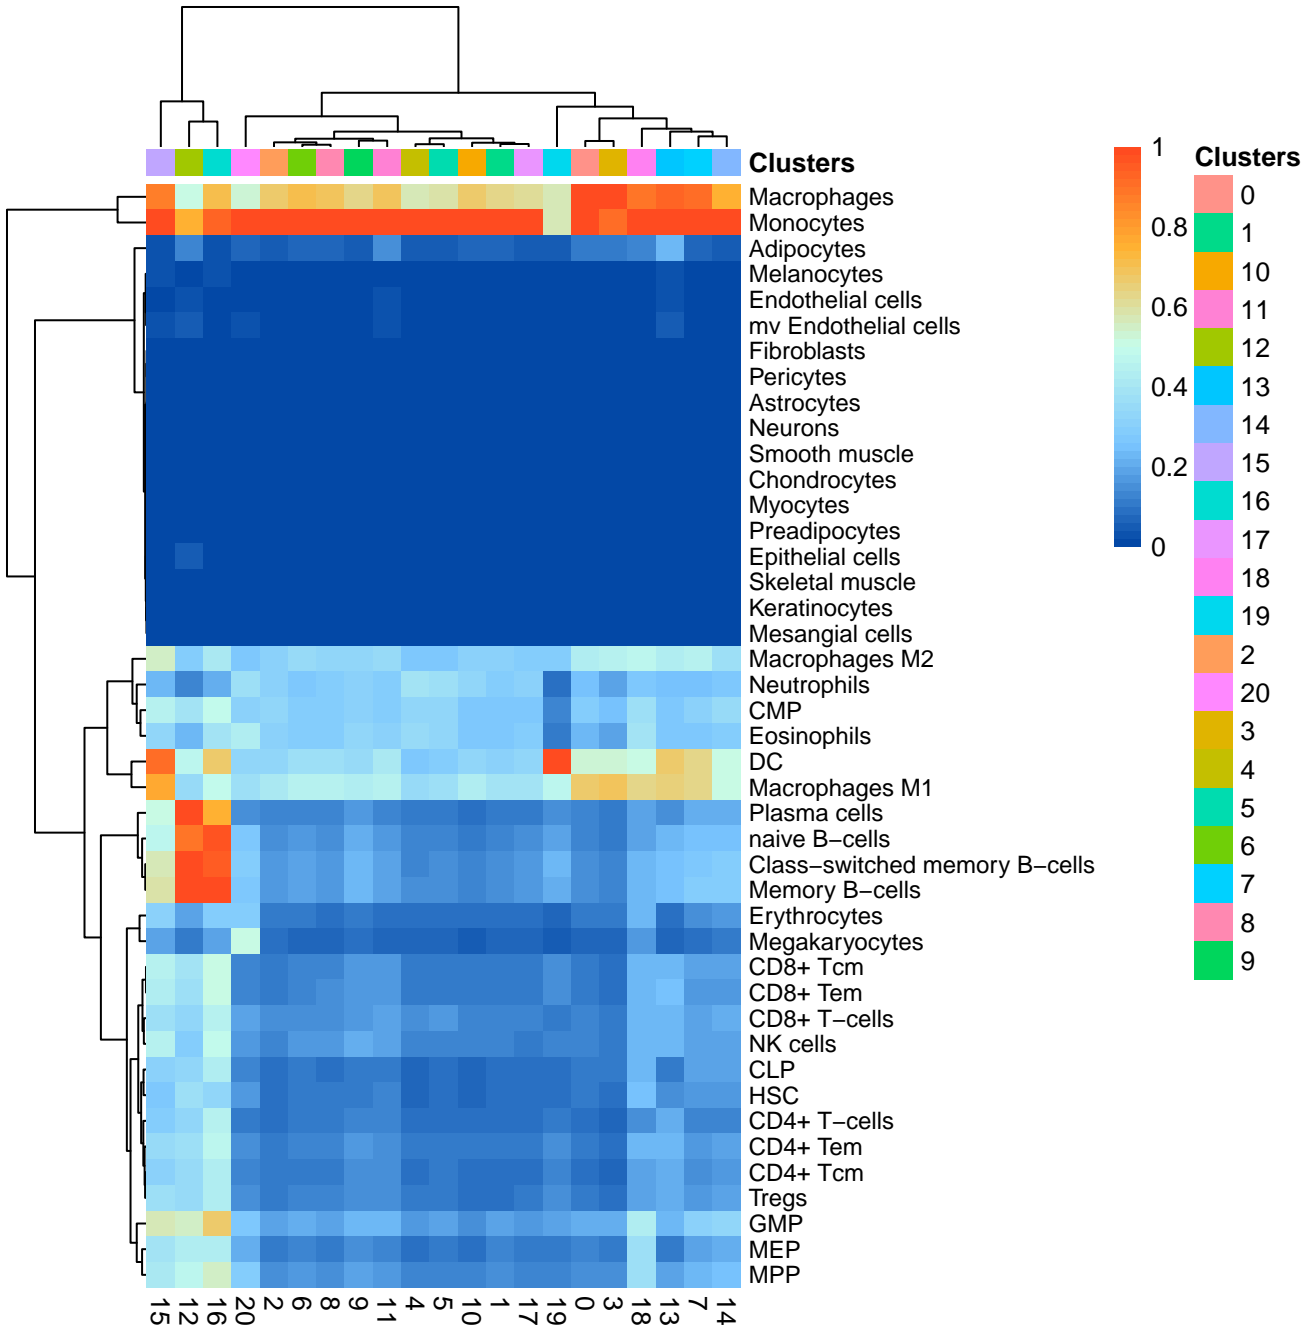 Clusters
Macrophages
Monocytes
Adipocytes
Melanocytes
Endothelial cells
mv Endothelial cells
Fibroblasts
Pericytes
Astrocytes
Neurons
Smooth muscle
Chondrocytes
Myocytes
Preadipocytes
Epithelial cells
Skeletal muscle
Keratinocytes
Mesangial cells
Macrophages M2
Neutrophils
CMP
Eosinophils
DC
Macrophages M1
Plasma cells
naive B−cells
Class−switched memory B−cells
Memory B−cells
Erythrocytes
Megakaryocytes
CD8+ Tcm
CD8+ Tem
CD8+ T−cells
NK cells
CLP
HSC
CD4+ T−cells
CD4+ Tem
CD4+ Tcm
Tregs
GMP
MEP
MPP
15 12 16 20 2 6 8 9 11 4 5 10 1 17 19 0 3 18 13 7 14
1
0.8
0.6
0.4
0.2
0
Clusters
0
1
10
11
12
13
14
15
16
17
18
19
2
20
3
4
5
6
7
8
9